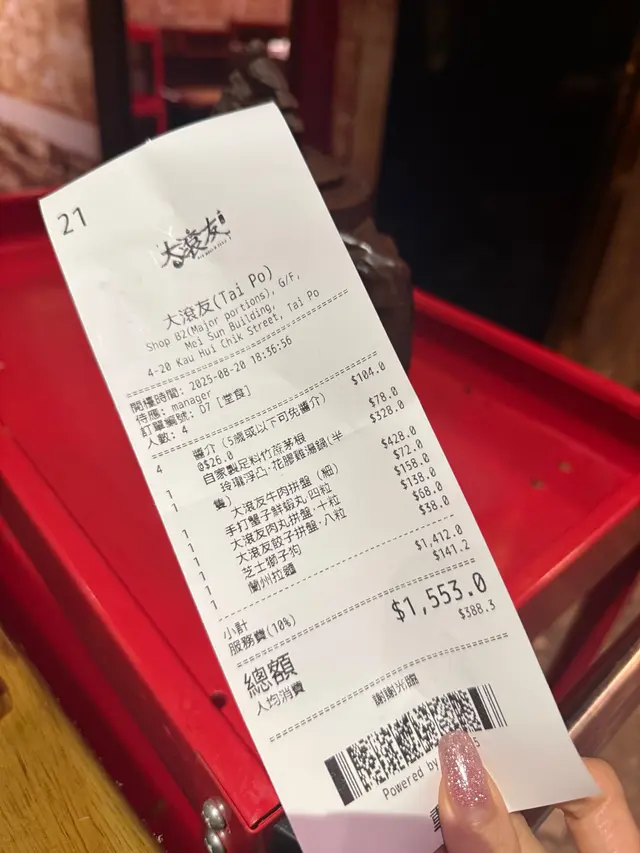 21
大滾友
大滾友(Tai Po)
Shop B2(Major portions), G/F,
Mei Sun Building,
4-20 Kau Hui Chik Street, Tai Po
開檯時間: 2025-08-20 18:36:56
侍應: manager
訂單編號: D7 [堂食]
人數: 4
4 醬介 (5歲或以下可免醬介) $104.0
@$26.0
1 自家製足料竹蔗茅根 $78.0
1 玲瓏浮凸·花膠雞湯鍋(半 $328.0
隻)
1 大滾友牛肉拼盤 (細) $428.0
1 手打蟹子鮮蝦丸·四粒 $72.0
1 大滾友肉丸拼盤·十粒 $158.0
1 大滾友餃子拼盤·八粒 $138.0
1 芝士獅子狗 $68.0
1 蘭州拉麵 $38.0
小計 $1,412.0
服務費(10%) $141.2
總額 $1,553.0
人均消費 $388.3
謝謝光臨
Powered by